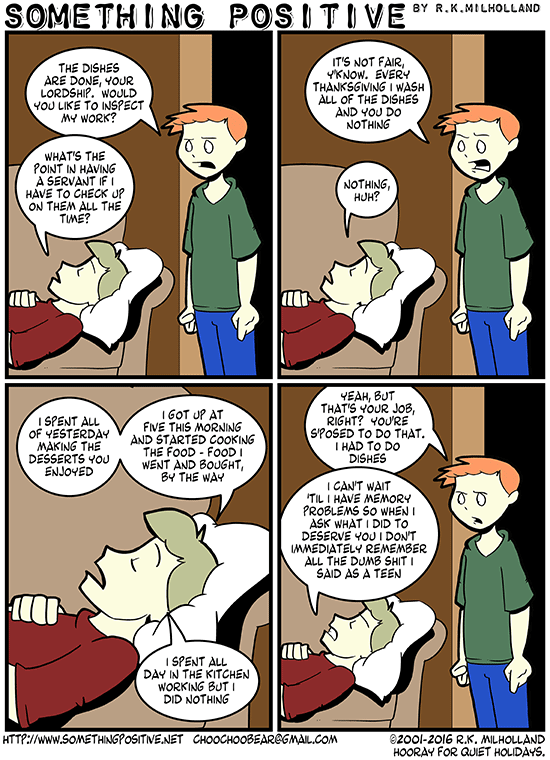 SOMETHING POSITIVE BY R.K.MILHOLLAND
THE DISHES
ARE DONE, YOUR
LORDSHIP. WOULD
YOU LIKE TO INSPECT
MY WORK?
WHAT'S THE
POINT IN HAVING
A SERVANT IF I
HAVE TO CHECK UP
ON THEM ALL THE
TIME?
IT'S NOT FAIR,
Y'KNOW. EVERY
THANKSGIVING I WASH
ALL OF THE DISHES
AND YOU DO
NOTHING
NOTHING,
HUH?
I SPENT ALL
OF YESTERDAY
MAKING THE
DESSERTS YOU
ENJOYED
I GOT UP AT
FIVE THIS MORNING
AND STARTED COOKING
THE FOOD - FOOD I
WENT AND BOUGHT,
BY THE WAY
I SPENT ALL
DAY IN THE KITCHEN
WORKING BUT I
DID NOTHING
YEAH, BUT
THAT'S YOUR JOB,
RIGHT? YOU'RE
S'POSED TO DO THAT.
I HAD TO DO
DISHES
I CAN'T WAIT
'TIL I HAVE MEMORY
PROBLEMS SO WHEN I
ASK WHAT I DID TO
DESERVE YOU I DON'T
IMMEDIATELY REMEMBER
ALL THE DUMB SHIT I
SAID AS A TEEN
HTTP://WWW.SOMETHINGPOSITIVE.NET CHOOCHOOBEAR@GMAIL.COM
©2001-2016 R.K. MILHOLLAND
HOORAY FOR QUIET HOLIDAYS.